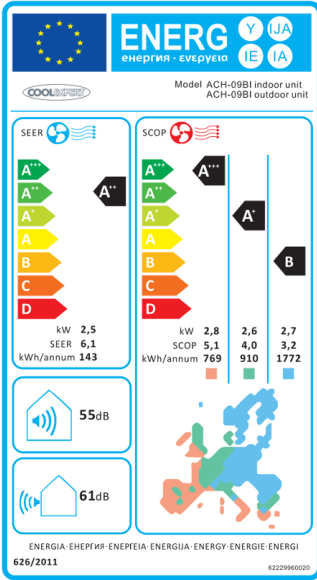 ENERG Y IJA
енергия · ενεργεια IE IA
COOLEXPERT
Model ACH-09BI indoor unit
ACH-09BI outdoor unit
SEER
A+++
A++
A+
A
B
C
D
A++
kW 2,5
SEER 6,1
kWh/annum 143
SCOP
A+++
A++
A+
A
B
C
D
A+++
A+
B
kW 2,8 2,6 2,7
SCOP 5,1 4,0 3,2
kWh/annum 769 910 1772
55dB
61dB
ENERGIA·ЕНЕРГИЯ·ΕΝΕΡΓΕΙΑ·ENERGIJA·ENERGY·ENERGIE·ENERGI
626/2011
62229960020